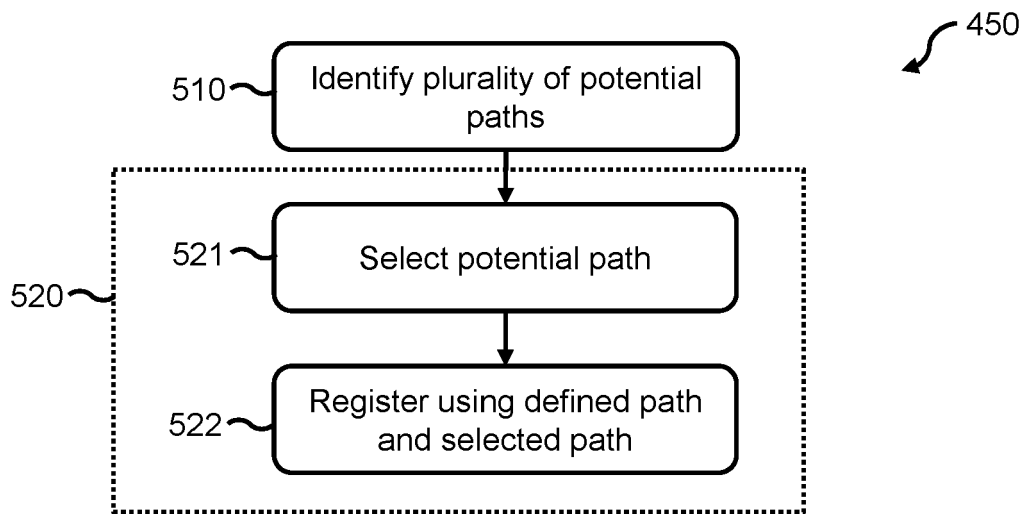 450
510
Identify plurality of potential
paths
521
Select potential path
520
522
Register using defined path
and selected path